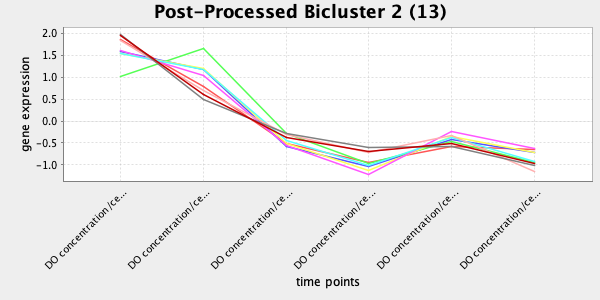 Post-Processed Bicluster 2 (13)
gene expression
2.0
1.5
1.0
0.5
0.0
-0.5
-1.0
DO concentration/ce...
DO concentration/ce...
DO concentration/ce...
DO concentration/ce...
DO concentration/ce...
DO concentration/ce...
time points